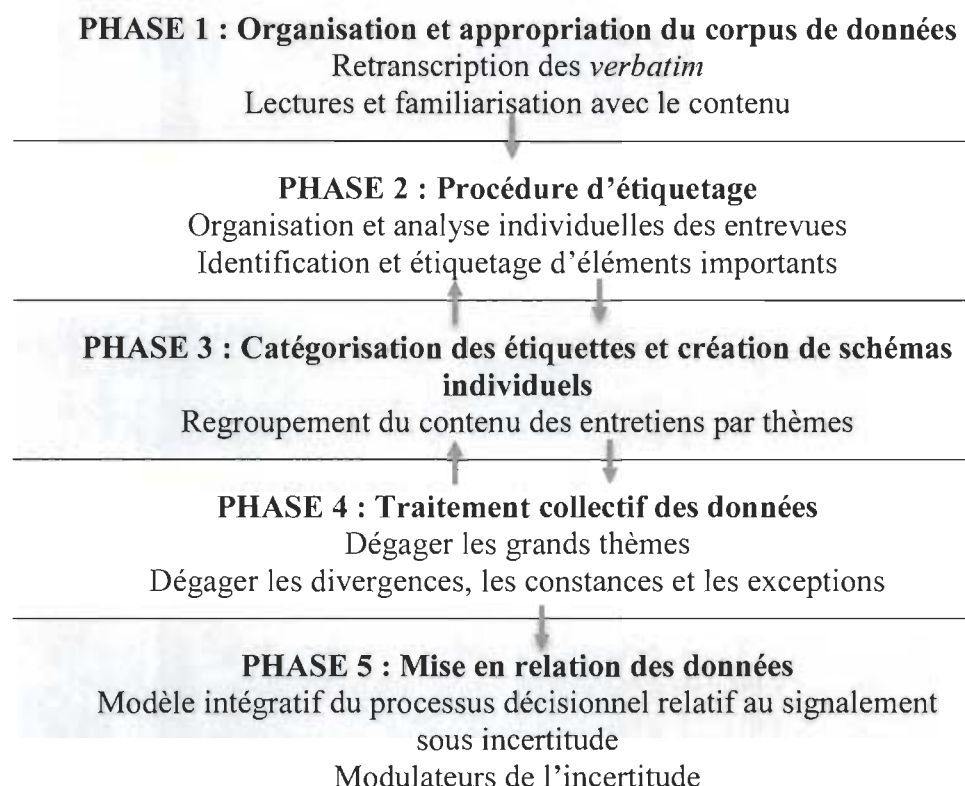 PHASE 1 : Organisation et appropriation du corpus de données
Retranscription des verbatim
Lectures et familiarisation avec le contenu
PHASE 2 : Procédure d'étiquetage
Organisation et analyse individuelles des entrevues
Identification et étiquetage d'éléments importants
PHASE 3 : Catégorisation des étiquettes et création de schémas
individuels
Regroupement du contenu des entretiens par thèmes
PHASE 4 : Traitement collectif des données
Dégager les grands thèmes
Dégager les divergences, les constances et les exceptions
PHASE 5 : Mise en relation des données
Modèle intégratif du processus décisionnel relatif au signalement
sous incertitude
Modulateurs de l'incertitude